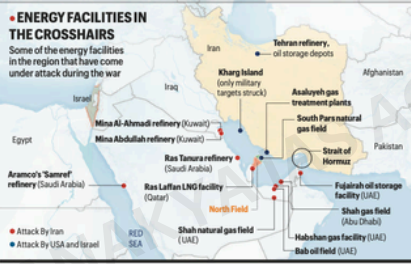 • ENERGY FACILITIES IN
THE CROSSHAIRS
Some of the energy facilities
in the region that have come
under attack during the war
Iran
Tehran refinery,
oil storage depots
Kharg Island
(only military
targets struck)
Afghanistan
Iraq
Asaluyeh gas
treatment plants
Israel
South Pars natural
gas field
Mina Al-Ahmadi refinery (Kuwait)
Mina Abdullah refinery (Kuwait)
Egypt
Strait of
Hormuz
Pakistan
Ras Tanura refinery
(Saudi Arabia)
Aramco's 'Samref'
refinery (Saudi Arabia)
Ras Laffan LNG facility
(Qatar)
Fujairah oil storage
facility (UAE)
North Field
Shah gas field
(Abu Dhabi)
Shah natural gas field
(UAE)
Habshan gas facility (UAE)
Bab oil field (UAE)
RED
SEA
• Attack By Iran
• Attack By USA and Israel